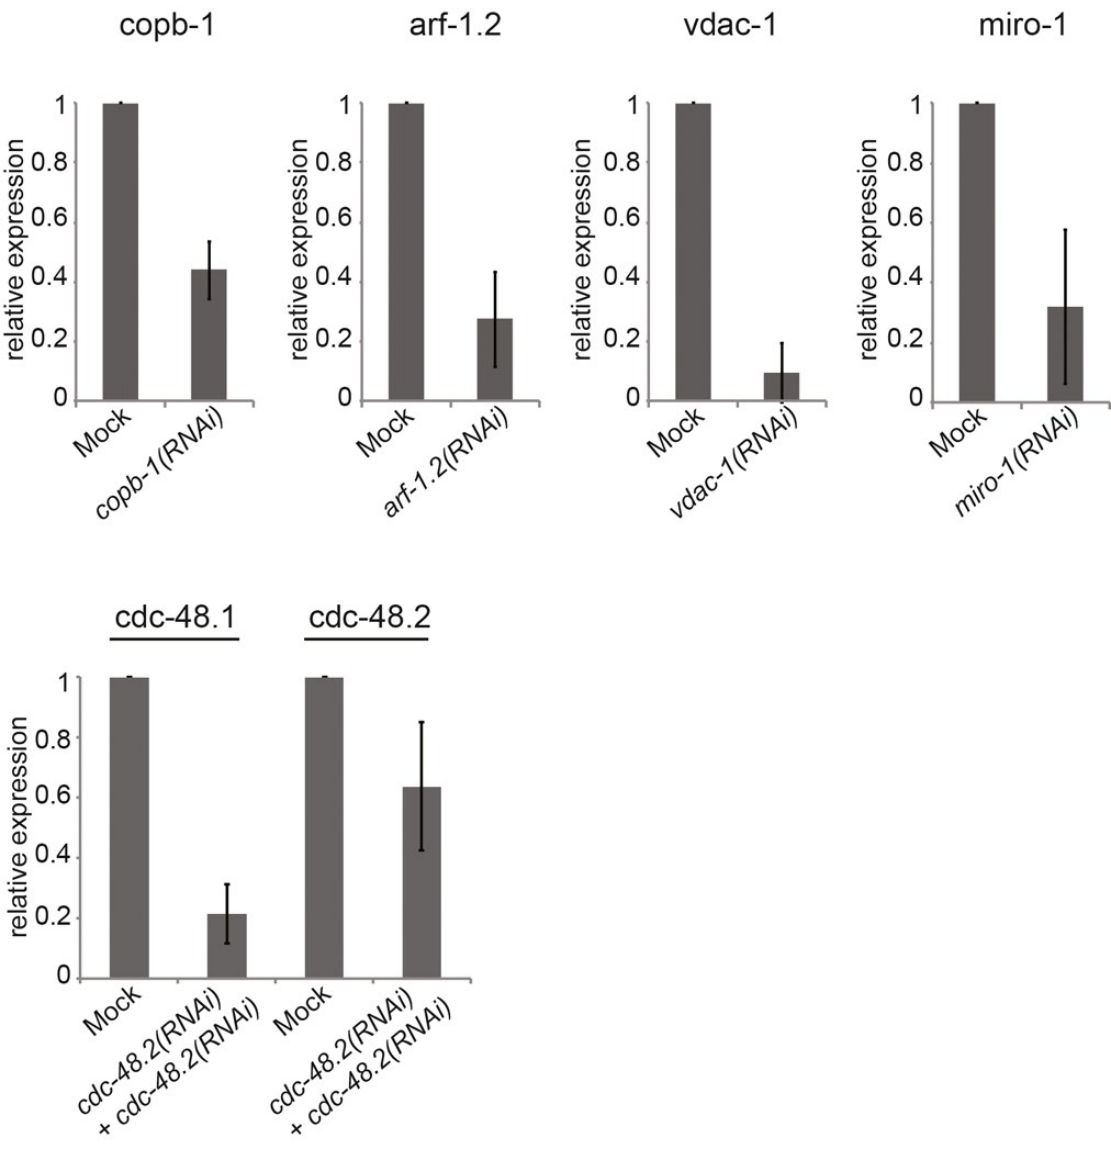 copb-1
arf-1.2
vdac-1
miro-1
relative expression
1
0.8
0.6
0.4
0.2
0
Mock
copb-1(RNAi)
relative expression
1
0.8
0.6
0.4
0.2
0
Mock
arf-1.2(RNAi)
relative expression
1
0.8
0.6
0.4
0.2
0
Mock
vdac-1(RNAi)
relative expression
1
0.8
0.6
0.4
0.2
0
Mock
miro-1(RNAi)
cdc-48.1
cdc-48.2
relative expression
1
0.8
0.6
0.4
0.2
0
Mock
cdc-48.2(RNAi)
+ cdc-48.2(RNAi)
Mock
cdc-48.2(RNAi)
+ cdc-48.2(RNAi)